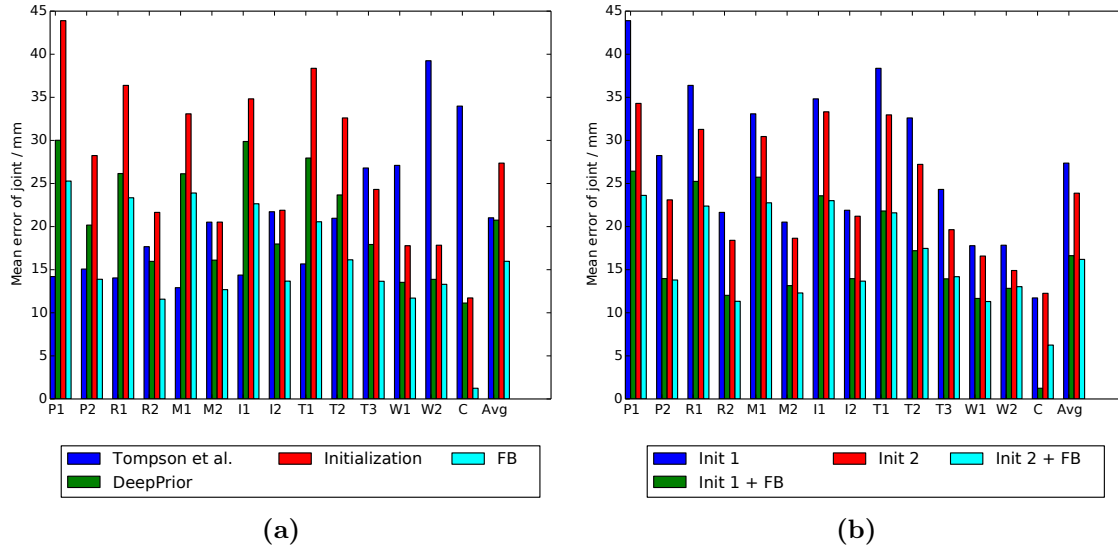 45
40
35
30
25
20
15
10
5
0
Mean error of joint / mm
P1 P2 R1 R2 M1 M2 I1 I2 T1 T2 T3 W1 W2 C Avg
Tompson et al. Initialization FB
DeepPrior
(a)
45
40
35
30
25
20
15
10
5
0
Mean error of joint / mm
P1 P2 R1 R2 M1 M2 I1 I2 T1 T2 T3 W1 W2 C Avg
Init 1 Init 2 Init 2 + FB
Init 1 + FB
(b)